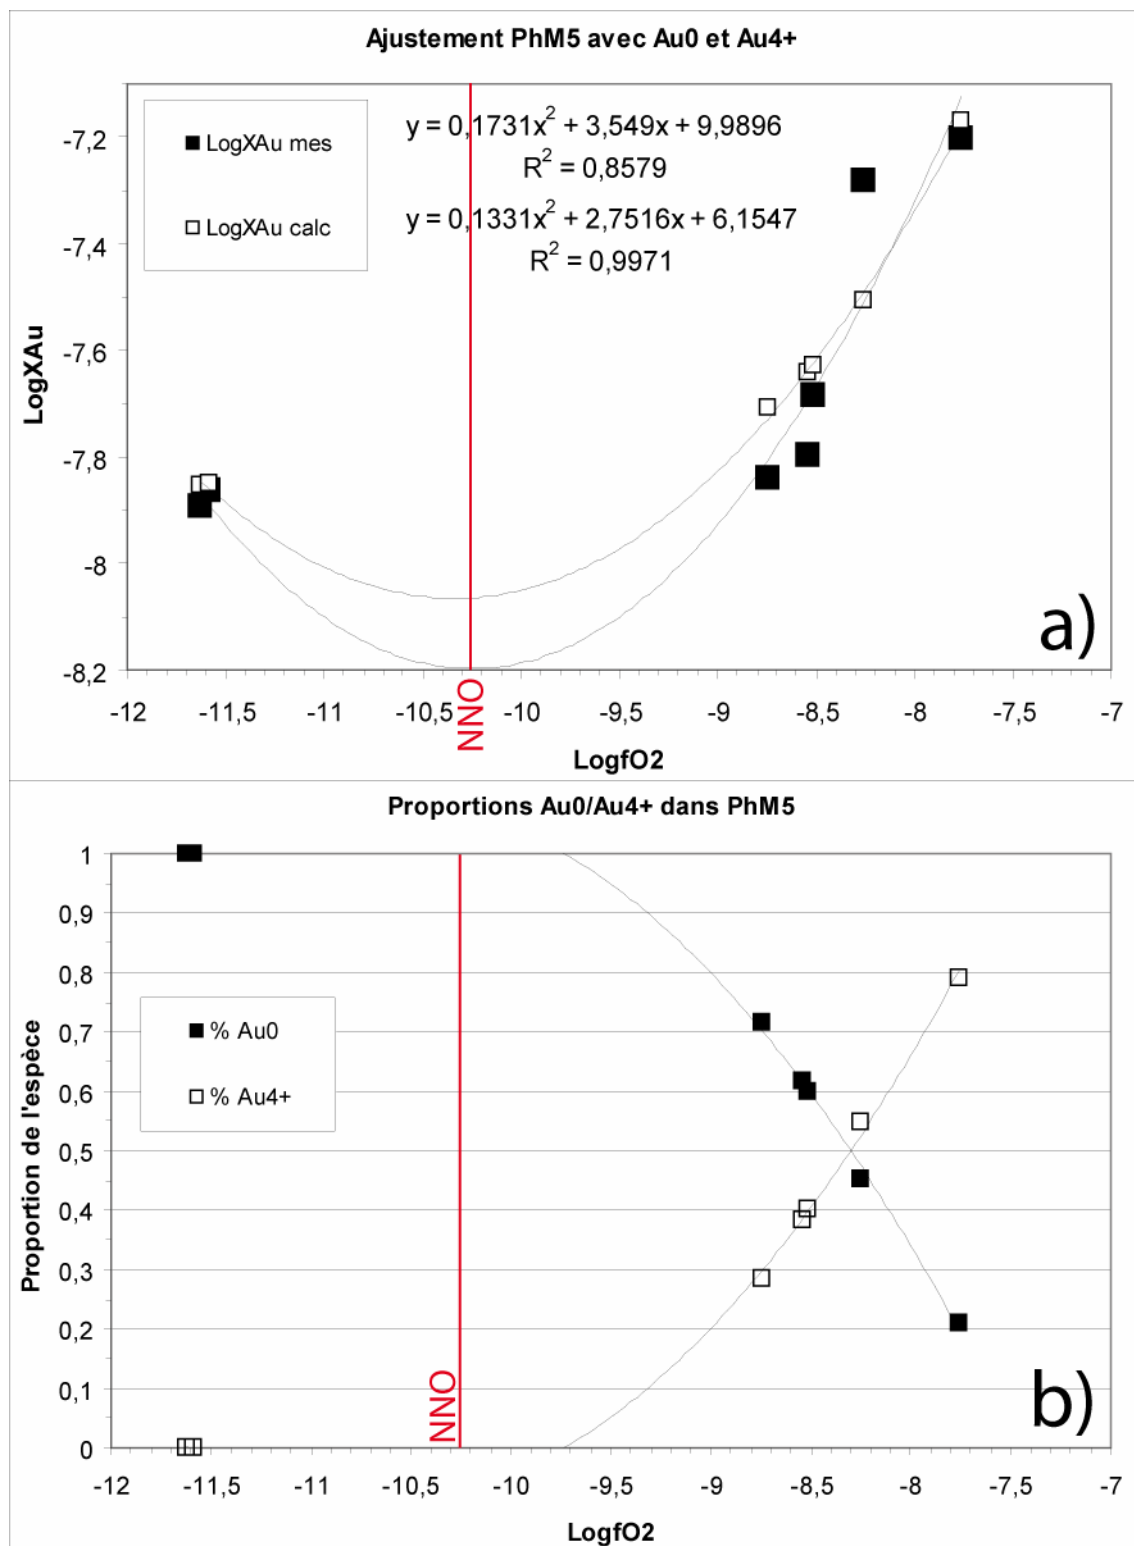 Ajustement PhM5 avec Au0 et Au4+
LogXAu mes
LogXAu calc
y = 0,1731x² + 3,549x + 9,9896
R² = 0,8579
y = 0,1331x² + 2,7516x + 6,1547
R² = 0,9971
-7,2
-7,4
-7,6
-7,8
-8
-8,2
LogXAu
a)
-12 -11,5 -11 -10,5 -10 -9,5 -9 -8,5 -8 -7,5 -7
NNO
LogfO2
Proportions Au0/Au4+ dans PhM5
1
0,9
0,8
0,7
0,6
0,5
0,4
0,3
0,2
0,1
0
Proportion de l'espèce
% Au0
% Au4+
NNO
b)
-12 -11,5 -11 -10,5 -10 -9,5 -9 -8,5 -8 -7,5 -7
LogfO2